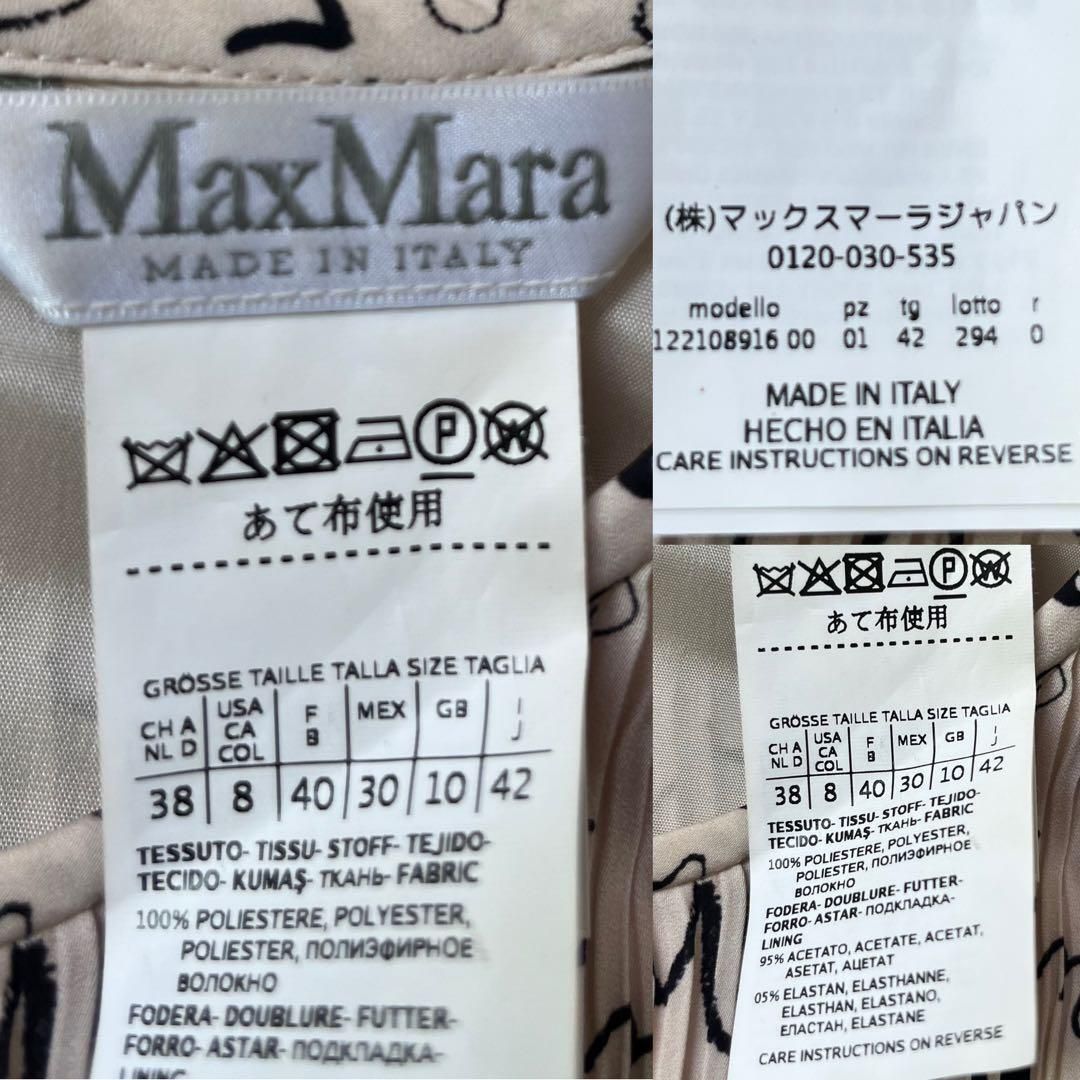 MaxMara
MADE IN ITALY
あて布使用
GRÖSSE TAILLE TALLA SIZE TAGLIA
CH A NL D USA CA COL F B MEX GB I J
38 8 40 30 10 42
TESSUTO- TISSU- STOFF- TEJIDO-
TECIDO- KUMAŞ- ТКАНЬ- FABRIC
100% POLIESTERE, POLYESTER,
POLIESTER, ПОЛИЭФИРНОЕ
ВОЛОКНО
FODERA- DOUBLURE- FUTTER-
FORRO- ASTAR- ПОДКЛАДКА-
LINING
(株)マックスマーラジャパン
0120-030-535
modello pz tg lotto r
122108916 00 01 42 294 0
MADE IN ITALY
HECHO EN ITALIA
CARE INSTRUCTIONS ON REVERSE
あて布使用
GRÖSSE TAILLE TALLA SIZE TAGLIA
CH A NL D USA CA COL F B MEX GB I J
38 8 40 30 10 42
TESSUTO- TISSU- STOFF- TEJIDO-
TECIDO- KUMAŞ- ТКАНЬ- FABRIC
100% POLIESTERE, POLYESTER,
POLIESTER, ПОЛИЭФИРНОЕ
ВОЛОКНО
FODERA- DOUBLURE- FUTTER-
FORRO- ASTAR- ПОДКЛАДКА-
LINING
95% ACETATO, ACETATE, ACETAT,
ASETAT, АЦЕТАТ
05% ELASTAN, ELASTHANNE,
ELASTHAN, ELASTANO,
ЕЛАСТАН, ELASTANE
CARE INSTRUCTIONS ON REVERSE